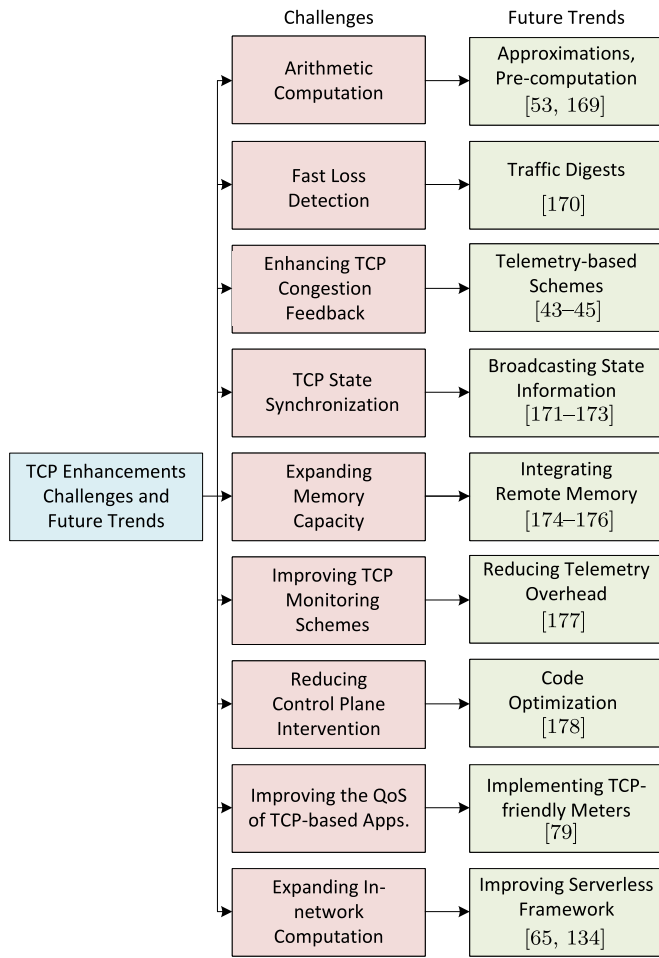 Challenges
Future Trends
Arithmetic
Computation
Approximations,
Pre-computation
[53, 169]
Fast Loss
Detection
Traffic Digests
[170]
Enhancing TCP
Congestion
Feedback
Telemetry-based
Schemes
[43–45]
TCP State
Synchronization
Broadcasting State
Information
[171–173]
TCP Enhancements
Challenges and
Future Trends
Expanding
Memory
Capacity
Integrating
Remote Memory
[174–176]
Improving TCP
Monitoring
Schemes
Reducing Telemetry
Overhead
[177]
Reducing
Control Plane
Intervention
Code
Optimization
[178]
Improving the QoS
of TCP-based Apps.
Implementing TCP-
friendly Meters
[79]
Expanding In-
network
Computation
Improving Serverless
Framework
[65, 134]